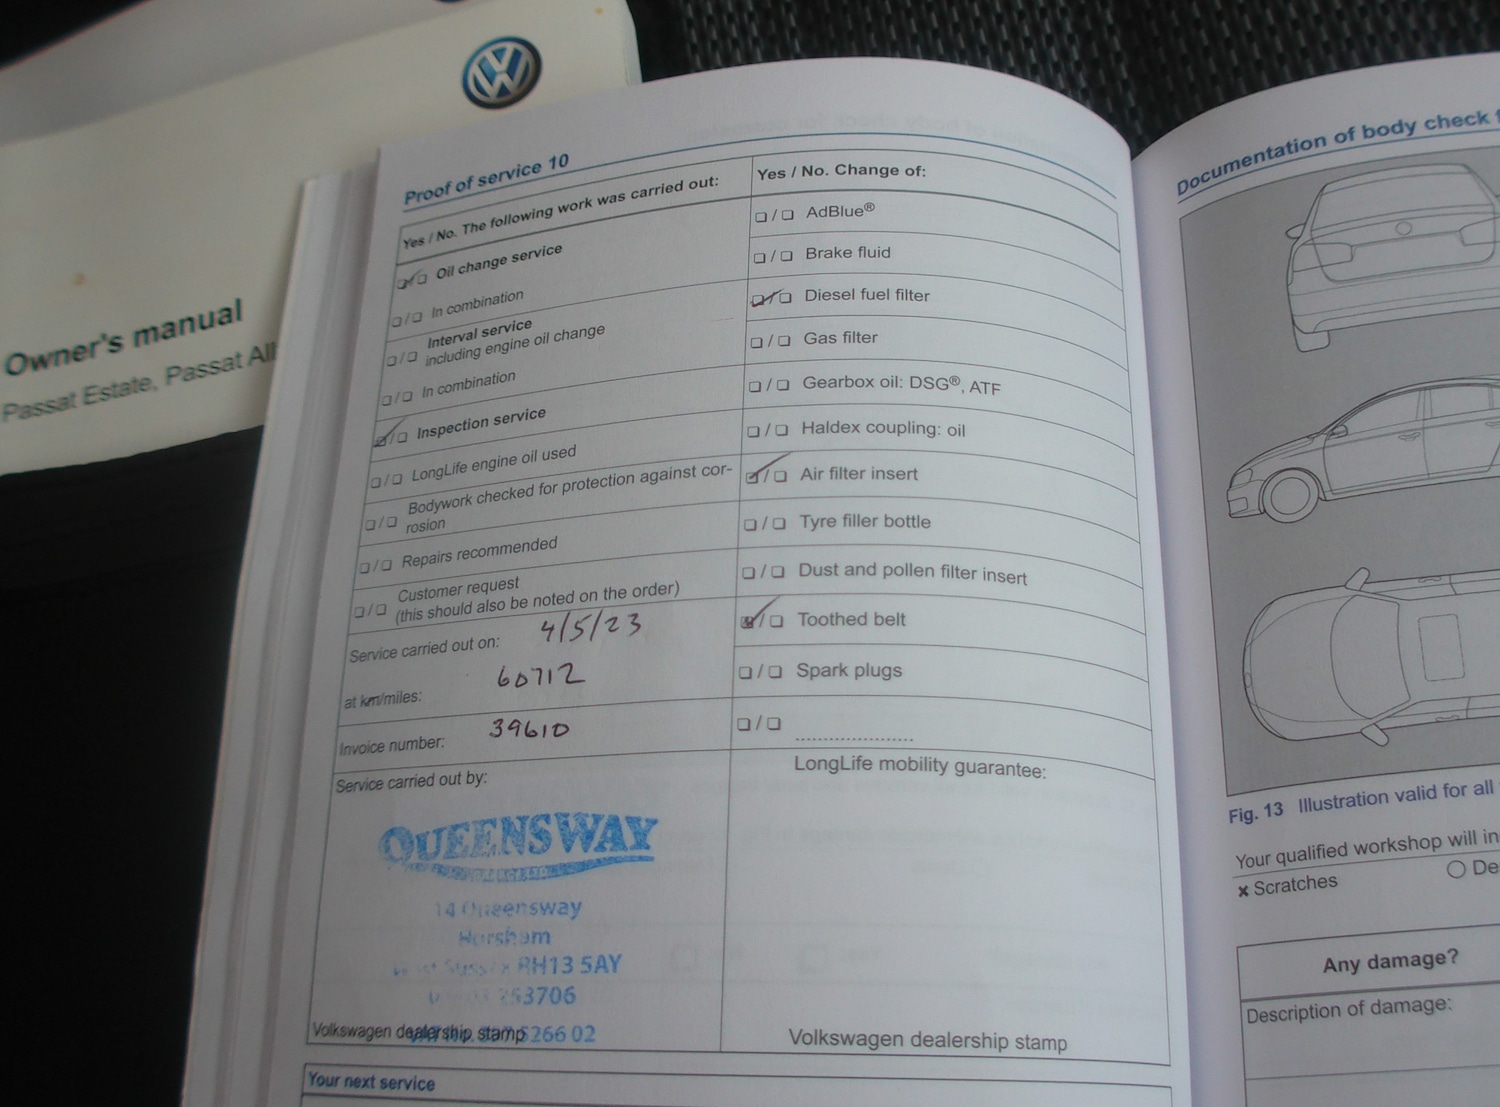 Owner's manual
Passat Estate, Passat All
Proof of service 10
Yes / No. The following work was carried out:
☑/❑ Oil change service
❑/❑ In combination
❑/❑ Interval service
including engine oil change
❑/❑ In combination
☑/❑ Inspection service
❑/❑ LongLife engine oil used
❑/❑ Bodywork checked for protection against cor-
rosion
❑/❑ Repairs recommended
❑/❑ Customer request
(this should also be noted on the order)
Service carried out on: 4/5/23
at km/miles: 60712
Invoice number: 39610
Service carried out by:
QUEENSWAY
14 Queensway
Horsham
West Sussex RH13 5AY
253706
5266 02
Volkswagen dealership stamp
Your next service
Yes / No. Change of:
❑/❑ AdBlue®
❑/❑ Brake fluid
☑/❑ Diesel fuel filter
❑/❑ Gas filter
❑/❑ Gearbox oil: DSG®, ATF
❑/❑ Haldex coupling: oil
☑/❑ Air filter insert
❑/❑ Tyre filler bottle
❑/❑ Dust and pollen filter insert
☑/❑ Toothed belt
❑/❑ Spark plugs
❑/❑ ....................
LongLife mobility guarantee:
Volkswagen dealership stamp
Documentation of body check f
Fig. 13 Illustration valid for all
Your qualified workshop will in
× Scratches ○ De
Any damage?
Description of damage: